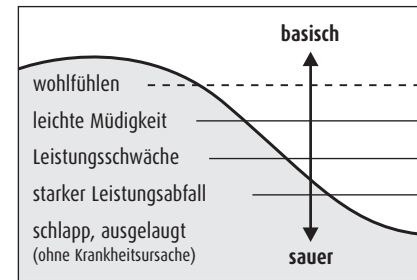 basisch
wohlfühlen
leichte Müdigkeit
Leistungsschwäche
starker Leistungsabfall
schlapp, ausgelaugt
(ohne Krankheitsursache)
sauer